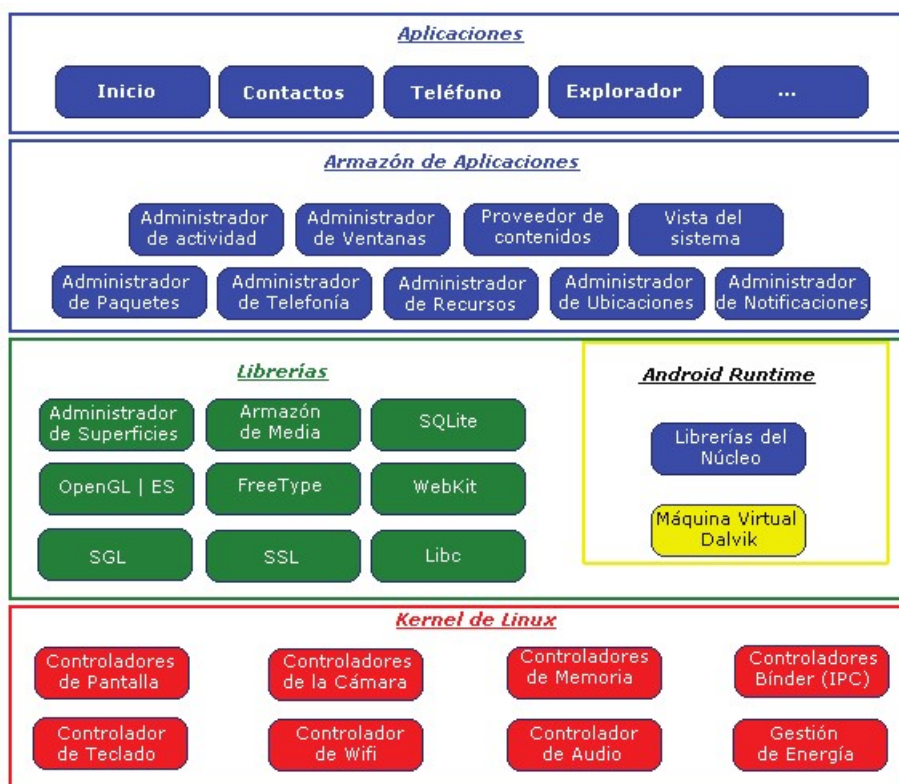 Aplicaciones
Inicio
Contactos
Teléfono
Explorador
...
Armazón de Aplicaciones
Administrador
de actividad
Administrador
de Ventanas
Proveedor de
contenidos
Vista del
sistema
Administrador
de Paquetes
Administrador
de Telefonía
Administrador
de Recursos
Administrador
de Ubicaciones
Administrador
de Notificaciones
Librerías
Administrador
de Superficies
Armazón
de Media
SQLite
OpenGL | ES
FreeType
WebKit
SGL
SSL
Libc
Android Runtime
Librerías del
Núcleo
Máquina Virtual
Dalvik
Kernel de Linux
Controladores
de Pantalla
Controladores
de la Cámara
Controladores
de Memoria
Controladores
Bínder (IPC)
Controlador
de Teclado
Controlador
de Wifi
Controlador
de Audio
Gestión
de Energía